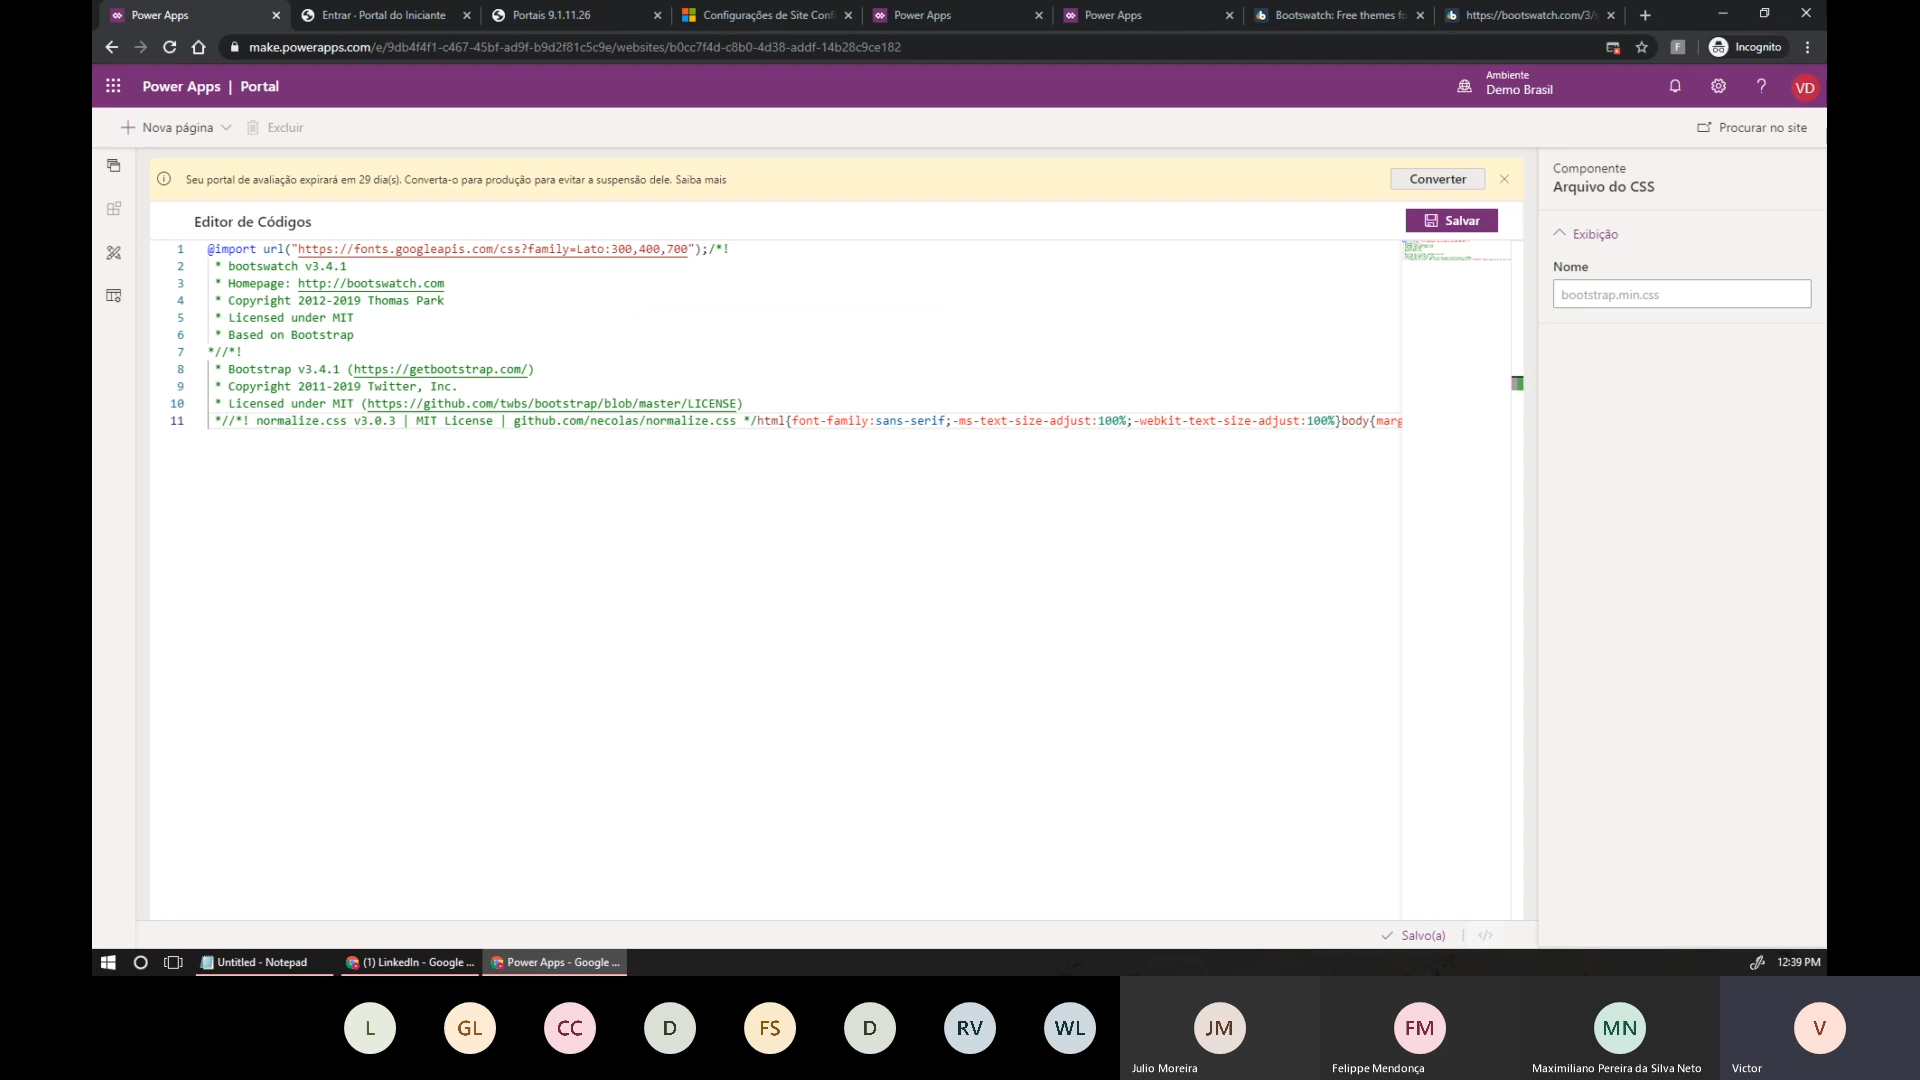 Power Apps
Entrar · Portal do Iniciante
Portais 9.1.11.26
Configurações de Site Confi
Power Apps
Power Apps
Bootswatch: Free themes fo
https://bootswatch.com/3/s
make.powerapps.com/e/9db4f4f1-c467-45bf-ad9f-b9d2f81c5c9e/websites/b0cc7f4d-c8b0-4d38-addf-14b28c9ce182
F
Incognito
Power Apps | Portal
Ambiente
Demo Brasil
VD
Nova página
Excluir
Procurar no site
Seu portal de avaliação expirará em 29 dia(s). Converta-o para produção para evitar a suspensão dele. Saiba mais
Converter
Editor de Códigos
Salvar
1 @import url("https://fonts.googleapis.com/css?family=Lato:300,400,700");/*!
2 * bootswatch v3.4.1
3 * Homepage: http://bootswatch.com
4 * Copyright 2012-2019 Thomas Park
5 * Licensed under MIT
6 * Based on Bootstrap
7 *//*!
8 * Bootstrap v3.4.1 (https://getbootstrap.com/)
9 * Copyright 2011-2019 Twitter, Inc.
10 * Licensed under MIT (https://github.com/twbs/bootstrap/blob/master/LICENSE)
11 *//*! normalize.css v3.0.3 | MIT License | github.com/necolas/normalize.css */html{font-family:sans-serif;-ms-text-size-adjust:100%;-webkit-text-size-adjust:100%}body{marg
Componente
Arquivo do CSS
Exibição
Nome
bootstrap.min.css
Salvo(a)
</>
Untitled - Notepad
(1) LinkedIn - Google ...
Power Apps - Google ...
12:39 PM
L
GL
CC
D
FS
D
RV
WL
JM
FM
MN
V
Julio Moreira
Felippe Mendonça
Maximiliano Pereira da Silva Neto
Victor